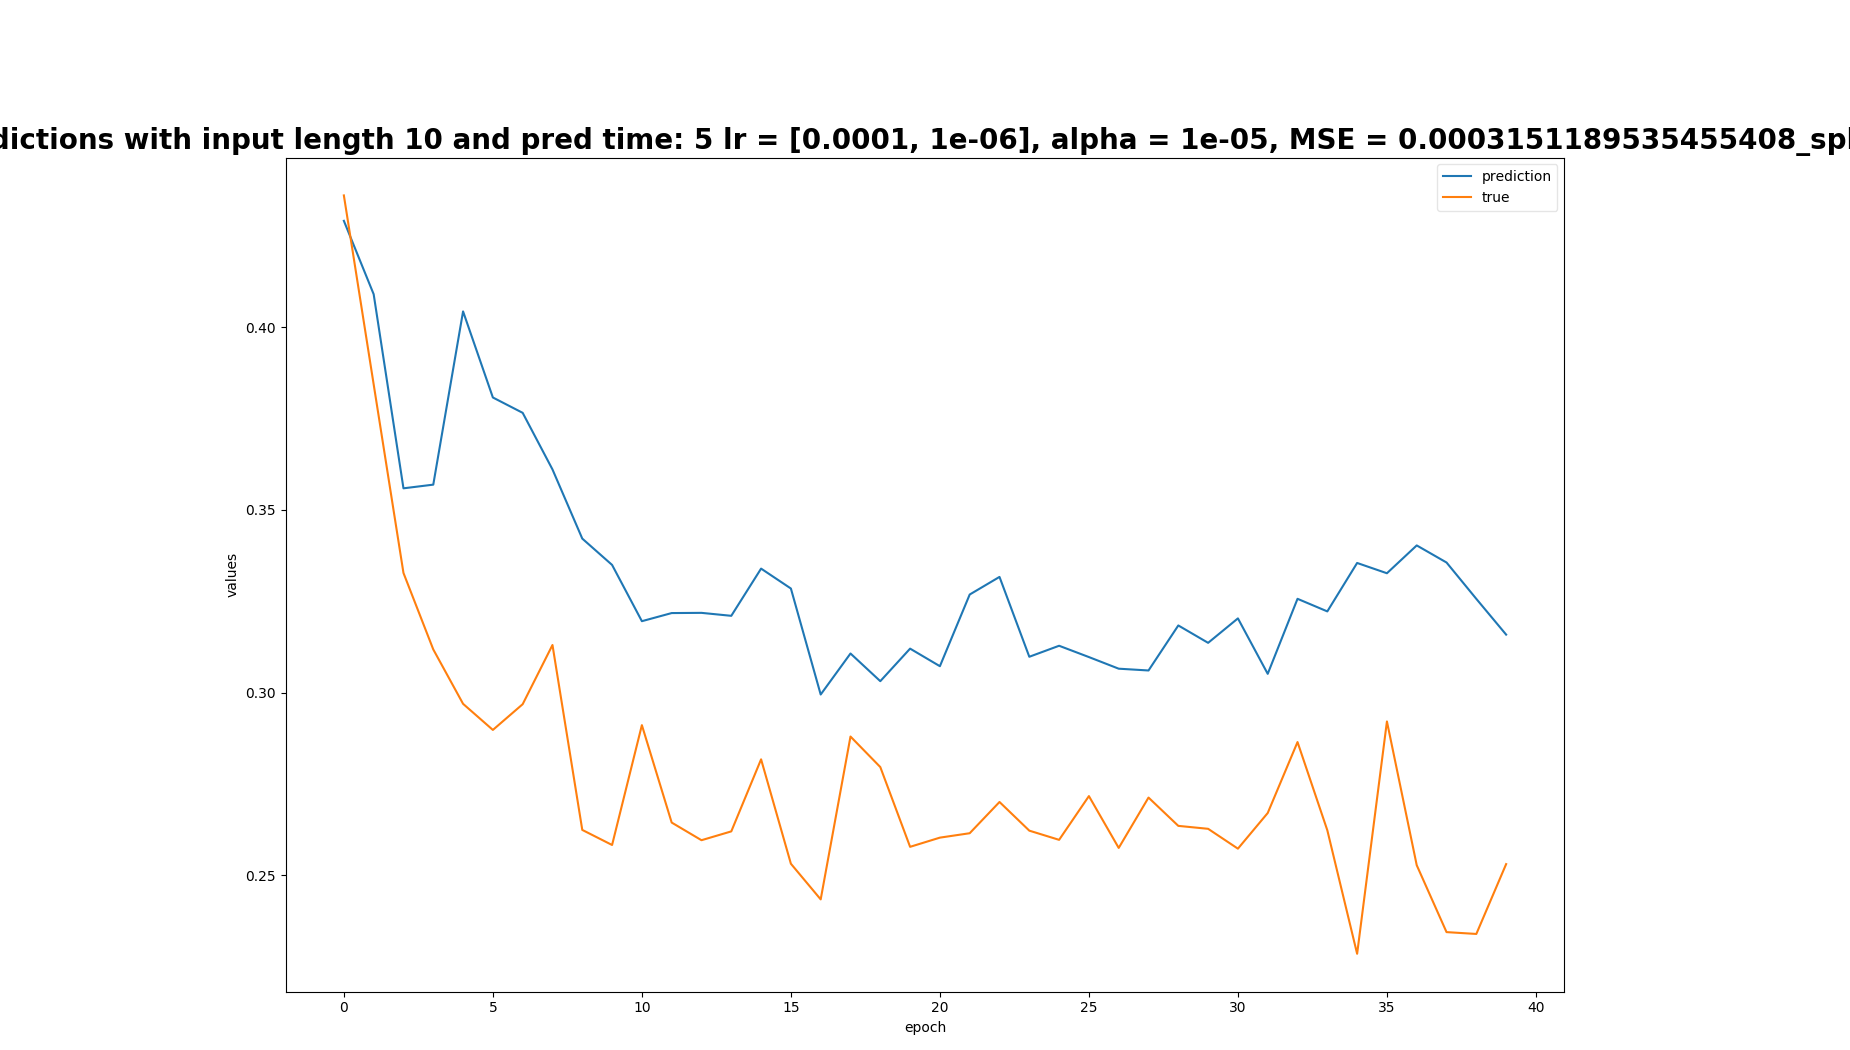 dictions with input length 10 and pred time: 5 lr = [0.0001, 1e-06], alpha = 1e-05, MSE = 0.0003151189535455408_spl
prediction
true
values
0.40
0.35
0.30
0.25
0 5 10 15 20 25 30 35 40
epoch